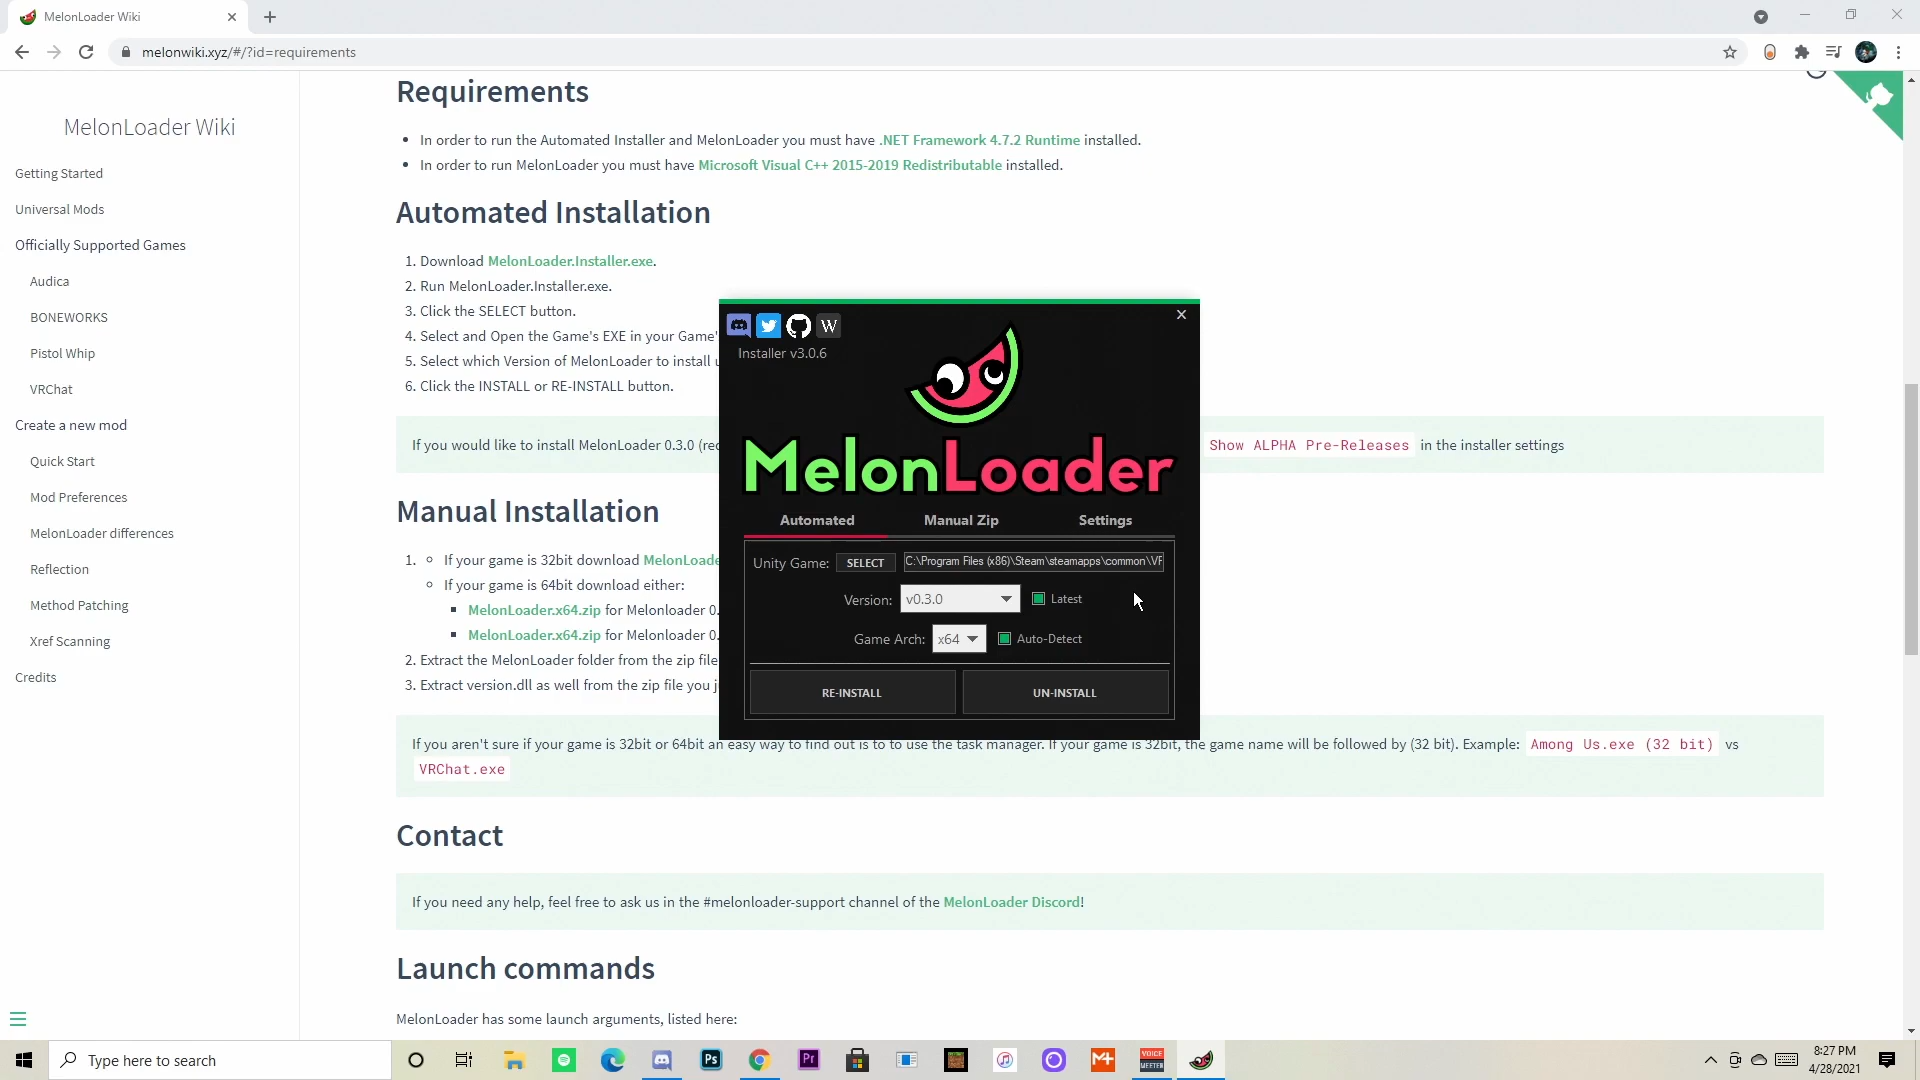 MelonLoader Wiki
melonwiki.xyz/#/?id=requirements
MelonLoader Wiki
Getting Started
Universal Mods
Officially Supported Games
Audica
BONEWORKS
Pistol Whip
VRChat
Create a new mod
Quick Start
Mod Preferences
MelonLoader differences
Reflection
Method Patching
Xref Scanning
Credits
Requirements
In order to run the Automated Installer and MelonLoader you must have .NET Framework 4.7.2 Runtime installed.
In order to run MelonLoader you must have Microsoft Visual C++ 2015-2019 Redistributable installed.
Automated Installation
1. Download MelonLoader.Installer.exe.
2. Run MelonLoader.Installer.exe.
3. Click the SELECT button.
4. Select and Open the Game's EXE in your Game'
5. Select which Version of MelonLoader to install
6. Click the INSTALL or RE-INSTALL button.
If you would like to install MelonLoader 0.3.0 (re Show ALPHA Pre-Releases in the installer settings
Manual Installation
1. If your game is 32bit download MelonLoade
If your game is 64bit download either:
MelonLoader.x64.zip for Melonloader 0.
MelonLoader.x64.zip for Melonloader 0.
2. Extract the MelonLoader folder from the zip file
3. Extract version.dll as well from the zip file you j
If you aren't sure if your game is 32bit or 64bit an easy way to find out is to to use the task manager. If your game is 32bit, the game name will be followed by (32 bit). Example: Among Us.exe (32 bit) vs
VRChat.exe
Contact
If you need any help, feel free to ask us in the #melonloader-support channel of the MelonLoader Discord!
Launch commands
MelonLoader has some launch arguments, listed here:
W
Installer v3.0.6
MelonLoader
Automated Manual Zip Settings
Unity Game: SELECT C:\Program Files (x86)\Steam\steamapps\common\VR
Version: v0.3.0 Latest
Game Arch: x64 Auto-Detect
RE-INSTALL UN-INSTALL
Type here to search
Ps
Pr
M+
VOICE
MEETER
8:27 PM
4/28/2021